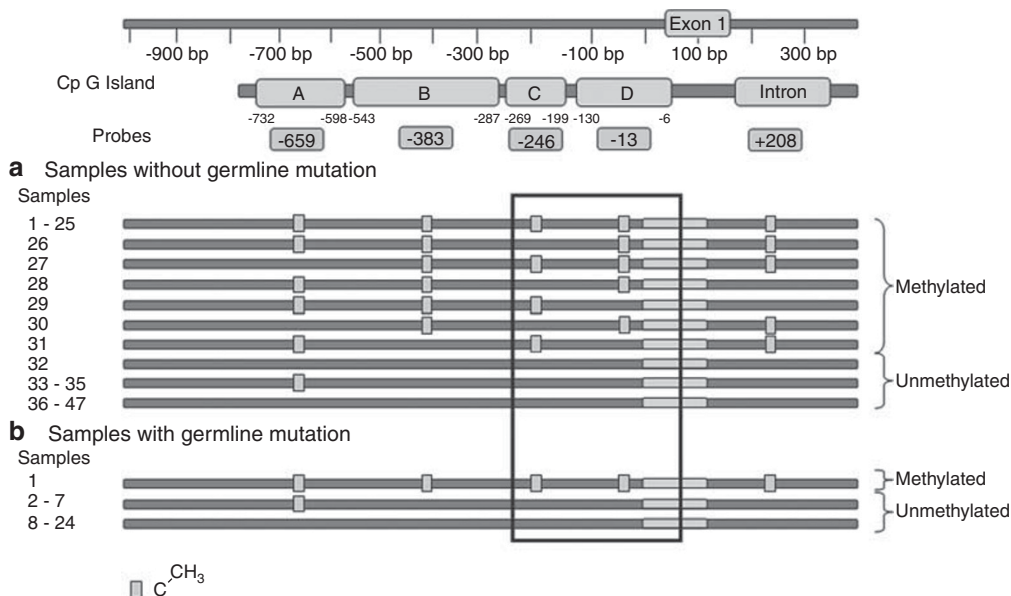 Exon 1
-900 bp -700 bp -500 bp -300 bp -100 bp 100 bp 300 bp
Cp G Island A B C D Intron
-732 -598 -543 -287 -269 -199 -130 -6
Probes -659 -383 -246 -13 +208
a Samples without germline mutation
Samples
1 - 25
26
27
28 Methylated
29
30
31
32
33 - 35 Unmethylated
36 - 47
b Samples with germline mutation
Samples
1 Methylated
2 - 7
Unmethylated
8 - 24
C CH3